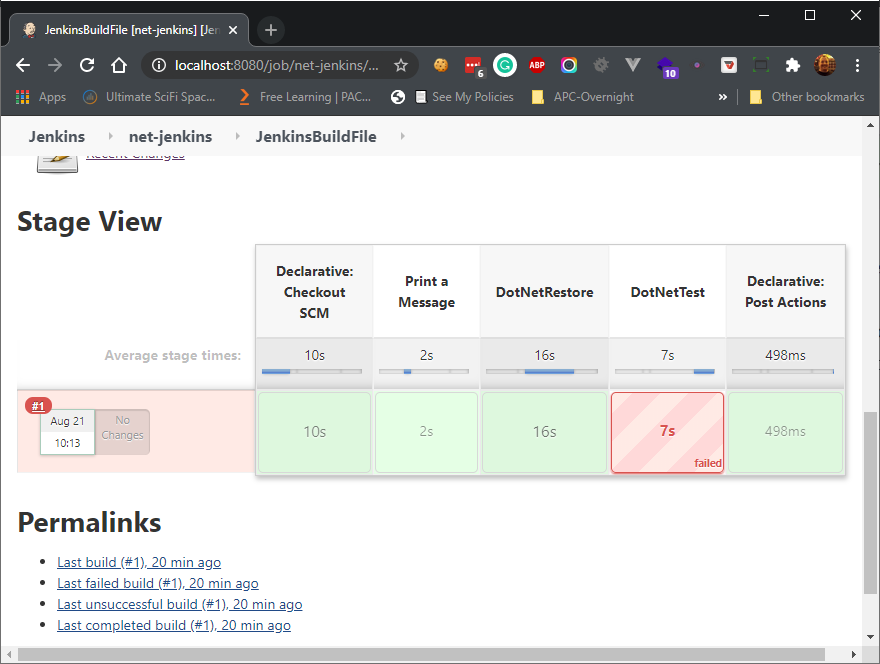 JenkinsBuildFile [net-jenkins] [Jen
localhost:8080/job/net-jenkins/...
6
ABP
10
Apps
Ultimate SciFi Spac...
Free Learning | PAC...
See My Policies
APC-Overnight
»
Other bookmarks
Jenkins
net-jenkins
JenkinsBuildFile
Recent Changes
Stage View
Declarative:
Checkout
SCM
Print a
Message
DotNetRestore
DotNetTest
Declarative:
Post Actions
Average stage times:
10s
2s
16s
7s
498ms
#1
Aug 21
10:13
No
Changes
10s
2s
16s
7s
failed
498ms
Permalinks
Last build (#1), 20 min ago
Last failed build (#1), 20 min ago
Last unsuccessful build (#1), 20 min ago
Last completed build (#1), 20 min ago